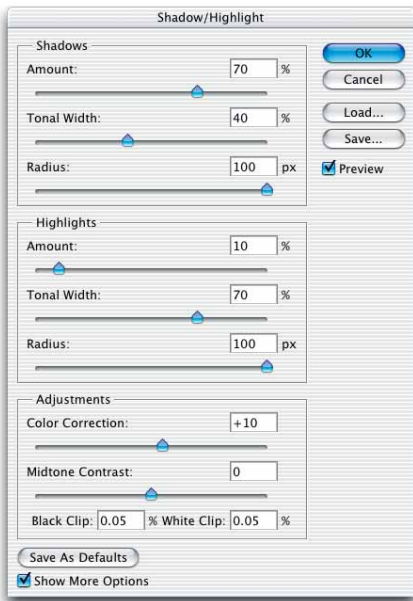 Shadow/Highlight
Shadows
Amount: 70 %
Tonal Width: 40 %
Radius: 100 px
Highlights
Amount: 10 %
Tonal Width: 70 %
Radius: 100 px
Adjustments
Color Correction: +10
Midtone Contrast: 0
Black Clip: 0.05 % White Clip: 0.05 %
Save As Defaults
Show More Options
OK
Cancel
Load...
Save...
Preview